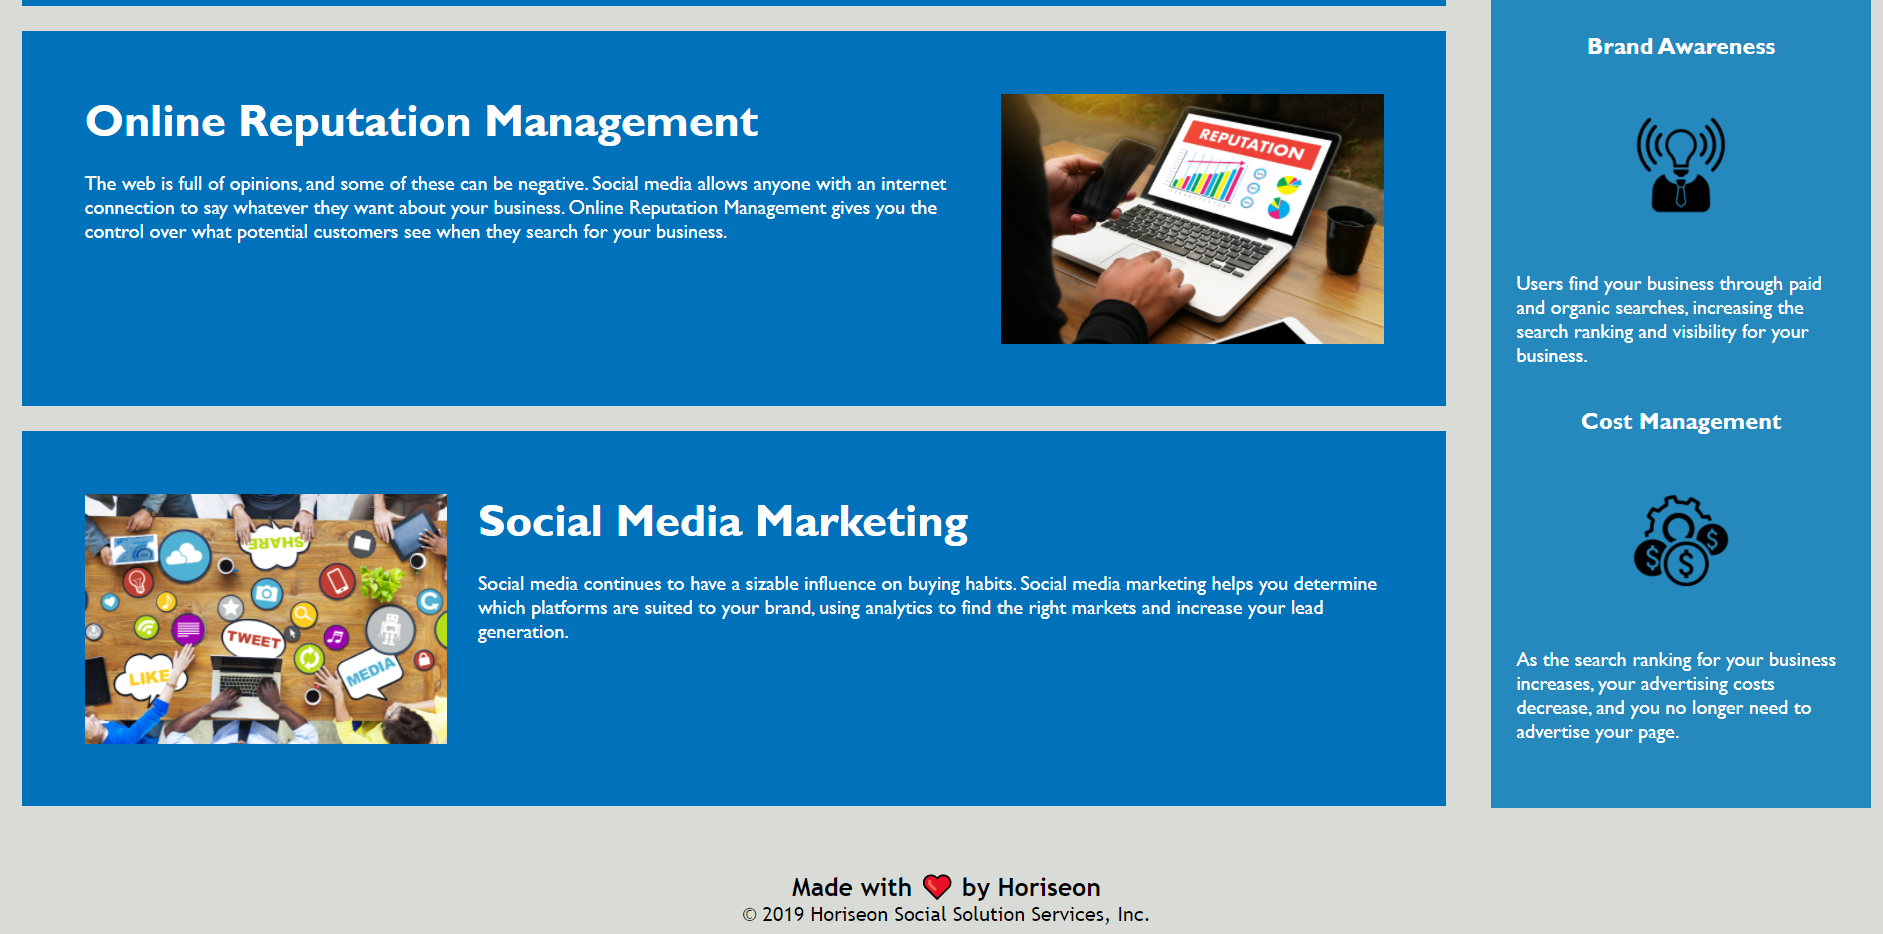 Online Reputation Management
The web is full of opinions, and some of these can be negative. Social media allows anyone with an internet
connection to say whatever they want about your business. Online Reputation Management gives you the
control over what potential customers see when they search for your business.
REPUTATION
Social Media Marketing
Social media continues to have a sizable influence on buying habits. Social media marketing helps you determine
which platforms are suited to your brand, using analytics to find the right markets and increase your lead
generation.
SHARE
TWEET
LIKE
MEDIA
Brand Awareness
Users find your business through paid
and organic searches, increasing the
search ranking and visibility for your
business.
Cost Management
$ $
$
As the search ranking for your business
increases, your advertising costs
decrease, and you no longer need to
advertise your page.
Made with ❤️ by Horiseon
© 2019 Horiseon Social Solution Services, Inc.